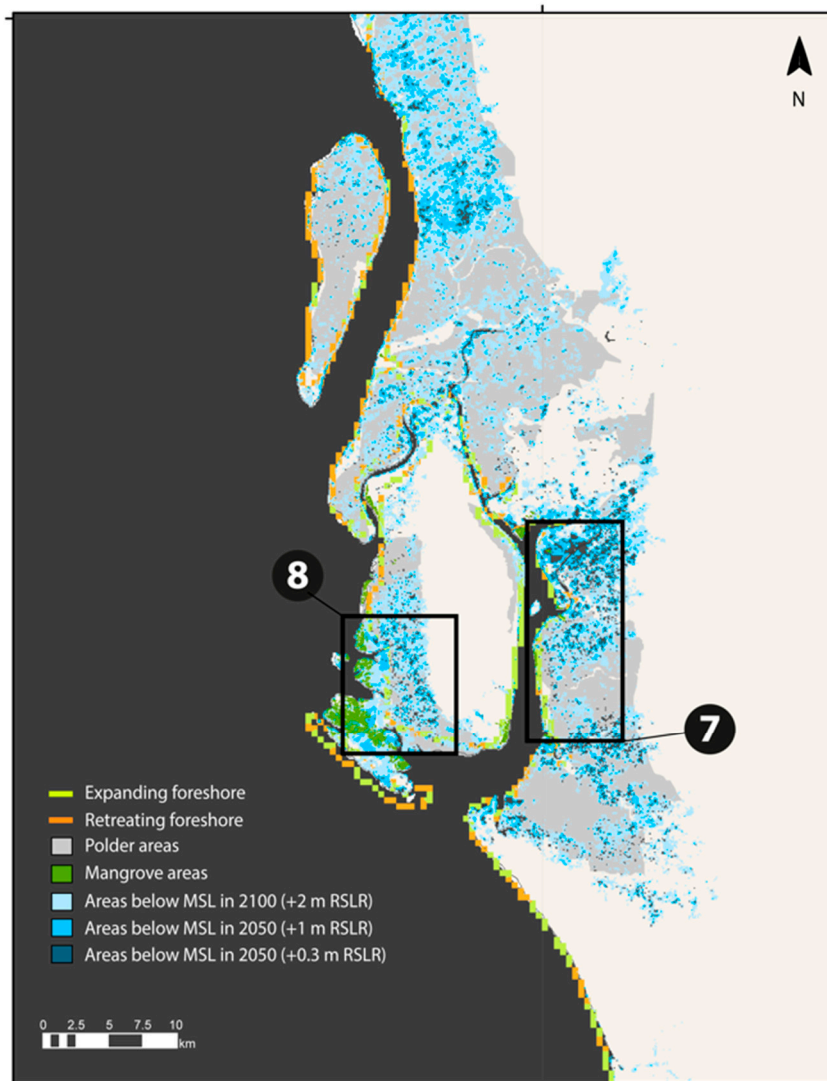 N
8
7
Expanding foreshore
Retreating foreshore
Polder areas
Mangrove areas
Areas below MSL in 2100 (+2 m RSLR)
Areas below MSL in 2050 (+1 m RSLR)
Areas below MSL in 2050 (+0.3 m RSLR)
0 2.5 5 7.5 10
km